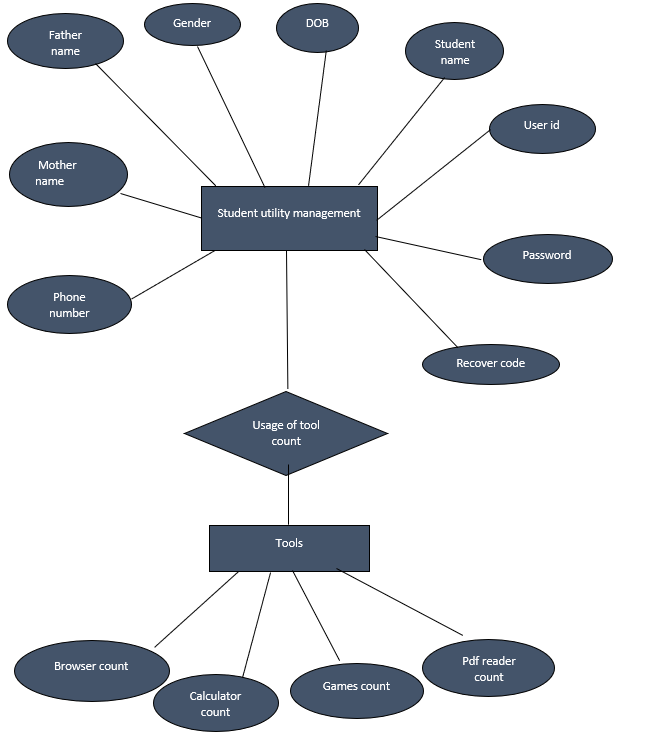 Father
name
Gender
DOB
Student
name
User id
Mother
name
Student utility management
Password
Phone
number
Recover code
Usage of tool
count
Tools
Browser count
Calculator
count
Games count
Pdf reader
count